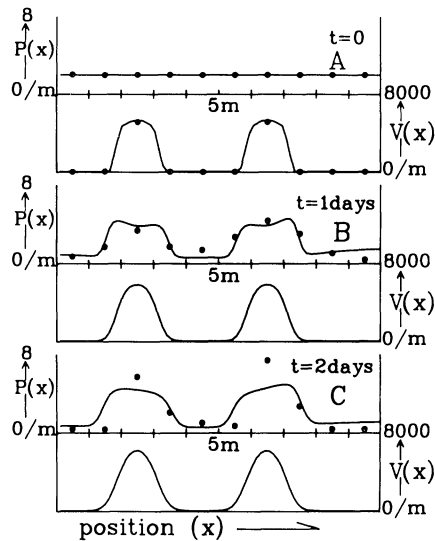 8
P(x)
0/m
t=0
A
5m
8000
V(x)
0/m
8
P(x)
0/m
t=1days
B
5m
8000
V(x)
0/m
8
P(x)
0/m
t=2days
C
5m
8000
V(x)
0/m
position (x)